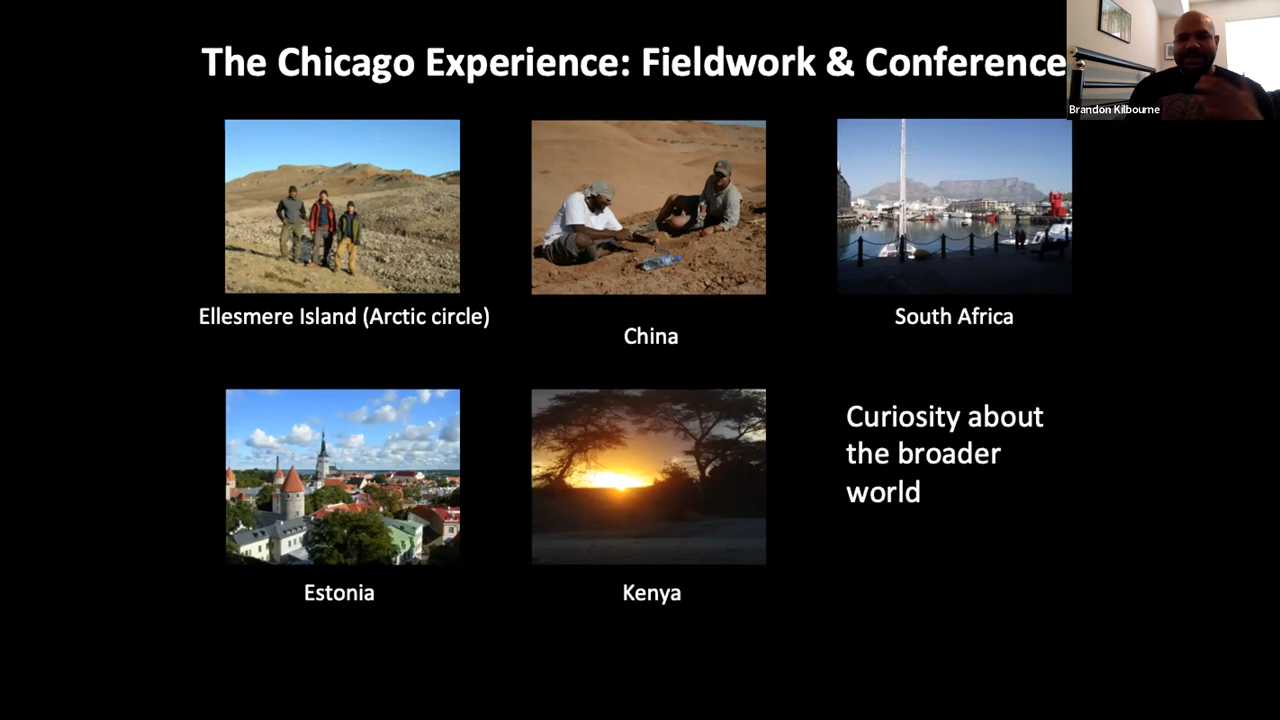 The Chicago Experience: Fieldwork & Conference
Brandon Kilbourne
Ellesmere Island (Arctic circle)
China
South Africa
Curiosity about
the broader
world
Estonia
Kenya